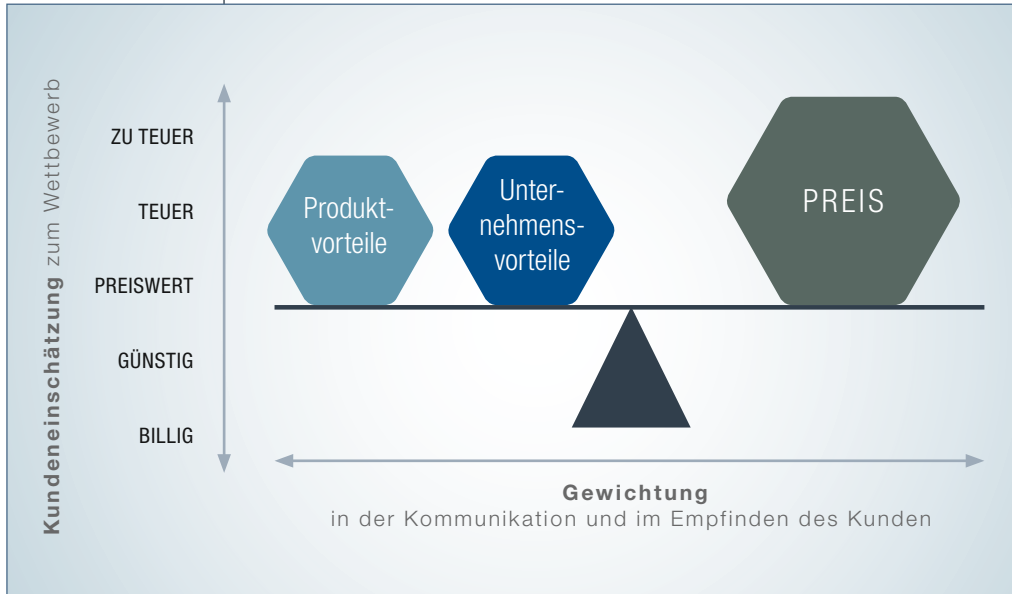 Kundeneinschätzung zum Wettbewerb
ZU TEUER
TEUER
PREISWERT
GÜNSTIG
BILLIG
Produkt-
vorteile
Unter-
nehmens-
vorteile
PREIS
Gewichtung
in der Kommunikation und im Empfinden des Kunden